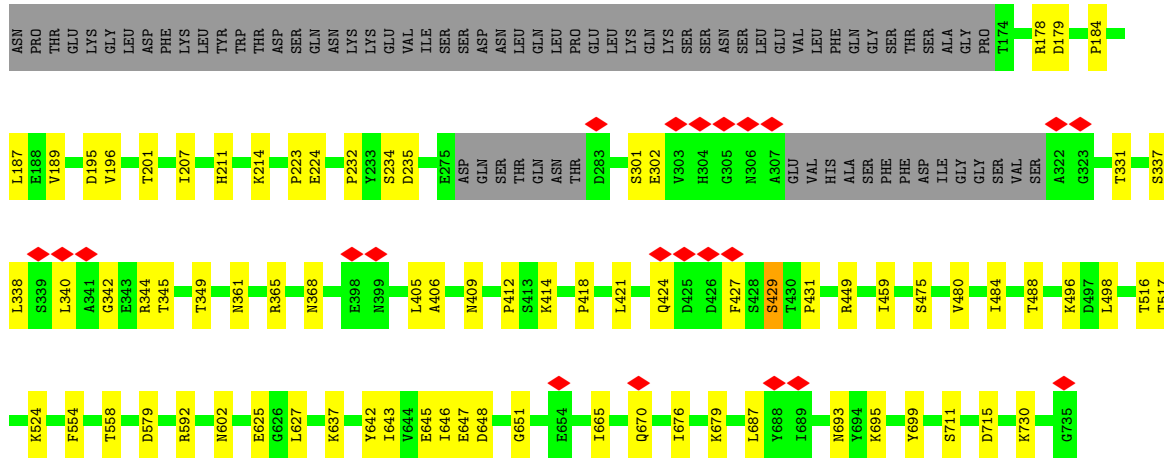 ASN PRO THR GLU LYS GLY LEU ASP PHE LYS LEU TYR TRP THR ASP SER GLN ASN LYS LYS GLU VAL ILE SER SER ASP ASN LEU GLN LEU PRO GLU LEU LYS GLN LYS SER SER ASN SER LEU GLU VAL LEU PHE GLN GLY SER THR SER ALA GLY PRO T174 R178 D179 P184
L187 E188 V189 D195 V196 T201 I207 H211 K214 P223 E224 P232 Y233 S234 D235 E275 ASP GLN SER THR GLN ASN THR D283 S301 E302 V303 H304 G305 N306 A307 GLU VAL HIS ALA SER PHE PHE ASP ILE GLY GLY SER VAL SER A322 G323 T331 S337
L338 S339 L340 A341 G342 E343 R344 T345 T349 N361 R365 N368 E398 N399 L405 A406 N409 P412 S413 K414 P418 L421 Q424 D425 D426 F427 S428 S429 T430 P431 R449 I459 S475 V480 I484 T488 K496 D497 L498 T516 T517
K524 F554 T558 D579 R592 N602 E625 G626 L627 K637 Y642 I643 V644 E645 I646 E647 D648 G651 E654 I665 Q670 I676 K679 L687 Y688 I689 N693 Y694 K695 Y699 S711 D715 K730 G735